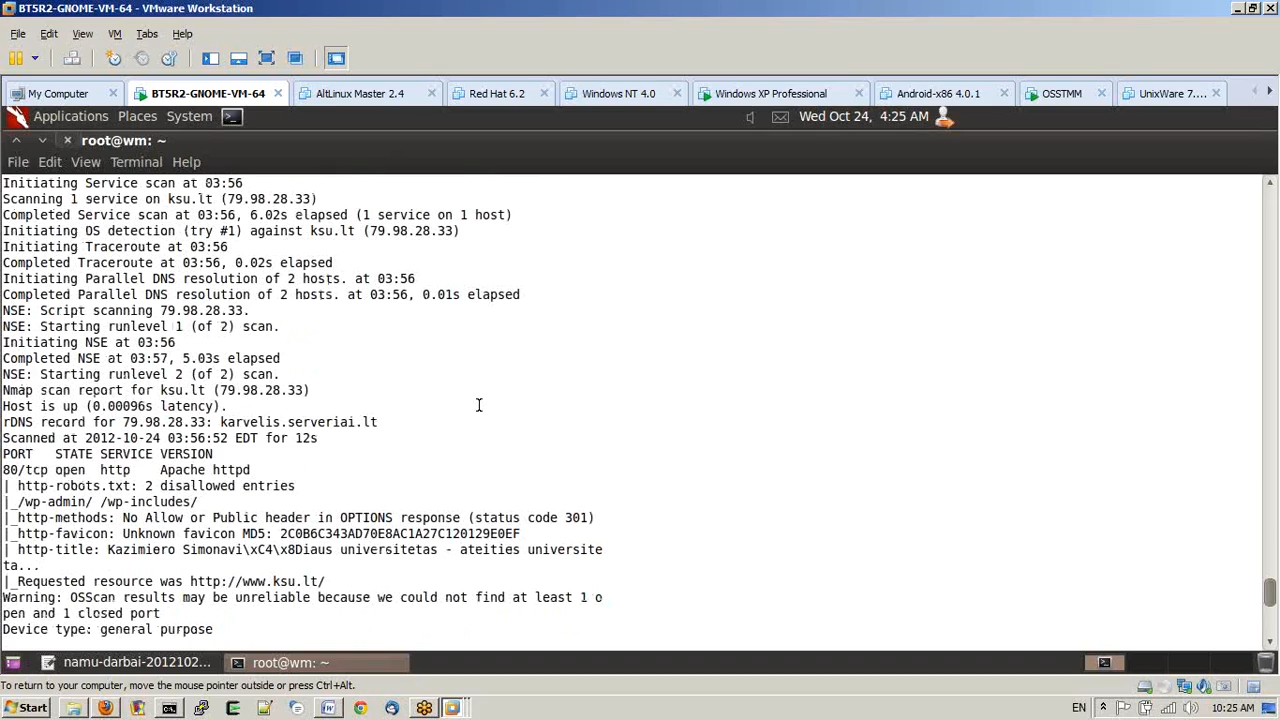 BT5R2-GNOME-VM-64 - VMware Workstation
File Edit View VM Tabs Help
My Computer BT5R2-GNOME-VM-64 AltLinux Master 2.4 Red Hat 6.2 Windows NT 4.0 Windows XP Professional Android-x86 4.0.1 OSSTMM UnixWare 7....
Applications Places System Wed Oct 24, 4:25 AM
root@wm: ~
File Edit View Terminal Help
Initiating Service scan at 03:56
Scanning 1 service on ksu.lt (79.98.28.33)
Completed Service scan at 03:56, 6.02s elapsed (1 service on 1 host)
Initiating OS detection (try #1) against ksu.lt (79.98.28.33)
Initiating Traceroute at 03:56
Completed Traceroute at 03:56, 0.02s elapsed
Initiating Parallel DNS resolution of 2 hosts. at 03:56
Completed Parallel DNS resolution of 2 hosts. at 03:56, 0.01s elapsed
NSE: Script scanning 79.98.28.33.
NSE: Starting runlevel 1 (of 2) scan.
Initiating NSE at 03:56
Completed NSE at 03:57, 5.03s elapsed
NSE: Starting runlevel 2 (of 2) scan.
Nmap scan report for ksu.lt (79.98.28.33)
Host is up (0.00096s latency).
rDNS record for 79.98.28.33: karvelis.serveriai.lt
Scanned at 2012-10-24 03:56:52 EDT for 12s
PORT STATE SERVICE VERSION
80/tcp open http Apache httpd
| http-robots.txt: 2 disallowed entries
|_/wp-admin/ /wp-includes/
|_http-methods: No Allow or Public header in OPTIONS response (status code 301)
|_http-favicon: Unknown favicon MD5: 2C0B6C343AD70E8AC1A27C120129E0EF
| http-title: Kazimiero Simonavi\xC4\x8Diaus universitetas - ateities universite
ta...
|_Requested resource was http://www.ksu.lt/
Warning: OSScan results may be unreliable because we could not find at least 1 o
pen and 1 closed port
Device type: general purpose
namu-darbai-2012102... root@wm: ~
To return to your computer, move the mouse pointer outside or press Ctrl+Alt.
Start EN 10:25 AM